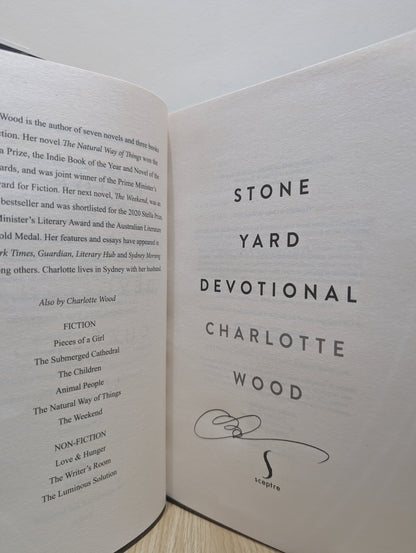 Wood is the author of seven novels and three books
ction. Her novel The Natural Way of Things won the
a Prize, the Indie Book of the Year and Novel of the
ards, and was joint winner of the Prime Minister's
ard for Fiction. Her next novel, The Weekend, was an
bestseller and was shortlisted for the 2020 Stella Prize,
Minister's Literary Award and the Australian Literature
old Medal. Her features and essays have appeared in
rk Times, Guardian, Literary Hub and Sydney Morning
ong others. Charlotte lives in Sydney with her husband
Also by Charlotte Wood
FICTION
Pieces of a Girl
The Submerged Cathedral
The Children
Animal People
The Natural Way of Things
The Weekend
NON-FICTION
Love & Hunger
The Writer's Room
The Luminous Solution
STONE
YARD
DEVOTIONAL
CHARLOTTE
WOOD
sceptre